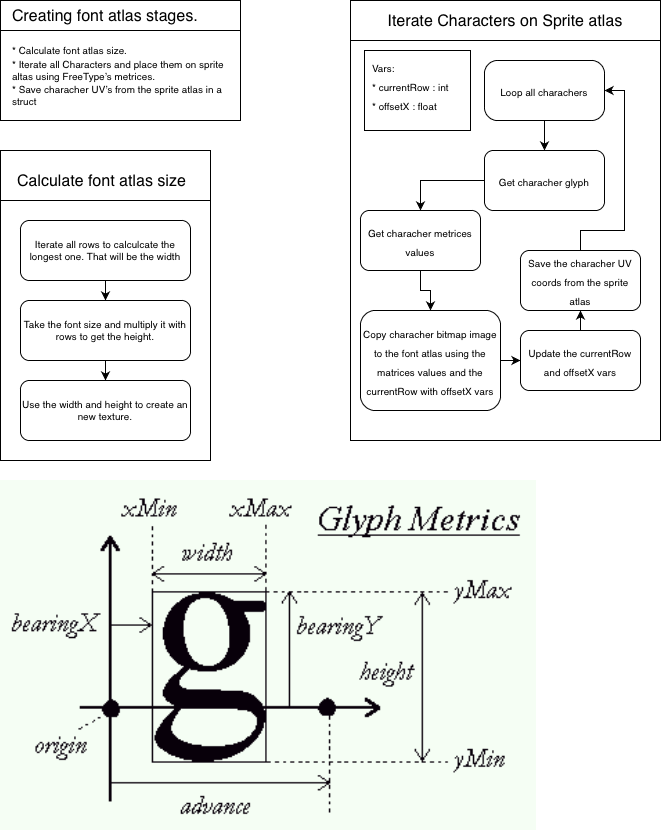 Creating font atlas stages.
* Calculate font atlas size.
* Iterate all Characters and place them on sprite
altas using FreeType's metrices.
* Save characher UV's from the sprite atlas in a
struct
Calculate font atlas size
Iterate all rows to calculcate the
longest one. That will be the width
Take the font size and multiply it with
rows to get the height.
Use the width and height to create an
new texture.
Iterate Characters on Sprite atlas
Vars:
* currentRow : int
* offsetX : float
Loop all charachers
Get characher glyph
Get characher metrices
values
Copy characher bitmap image
to the font atlas using the
matrices values and the
currentRow with offsetX vars
Update the currentRow
and offsetX vars
Save the characher UV
coords from the sprite
atlas
Glyph Metrics
xMin
xMax
width
g
bearingX
bearingY
yMax
height
origin
yMin
advance